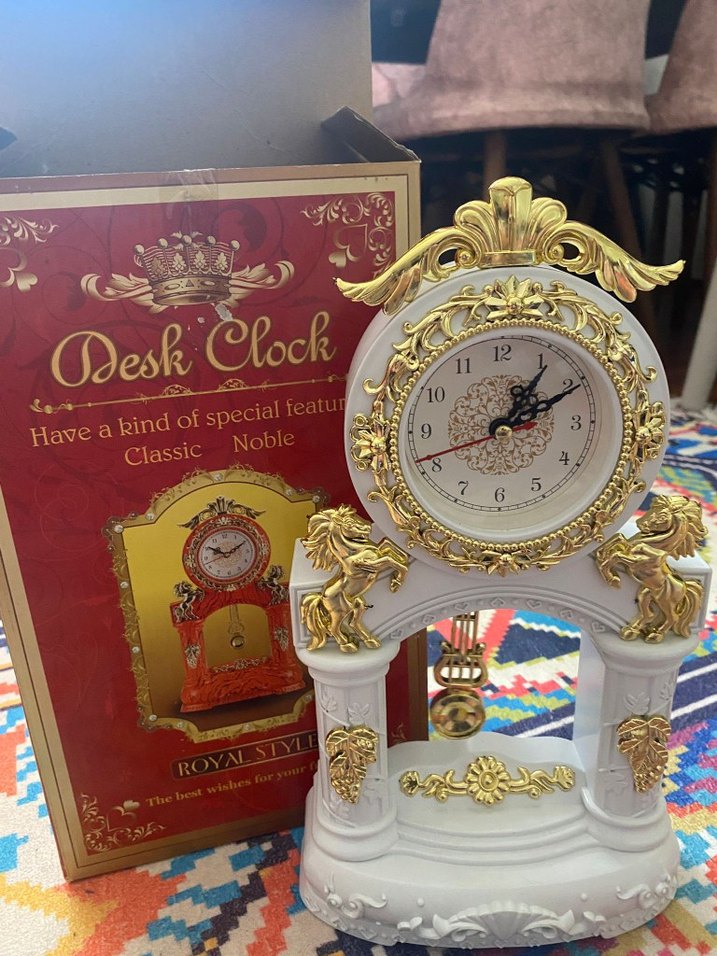 Desk Clock
Have a kind of special featur
Classic Noble
ROYAL STYLE
The best wishes for your f
12
1
2
3
4
5
6
7
8
9
10
11